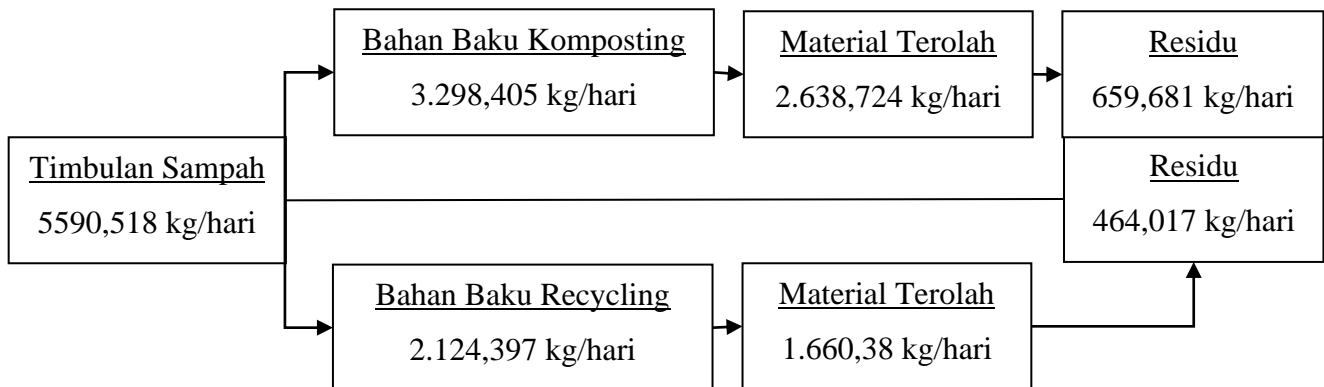 Bahan Baku Komposting
3.298,405 kg/hari
Material Terolah
2.638,724 kg/hari
Residu
659,681 kg/hari
Timbulan Sampah
5590,518 kg/hari
Residu
464,017 kg/hari
Bahan Baku Recycling
2.124,397 kg/hari
Material Terolah
1.660,38 kg/hari